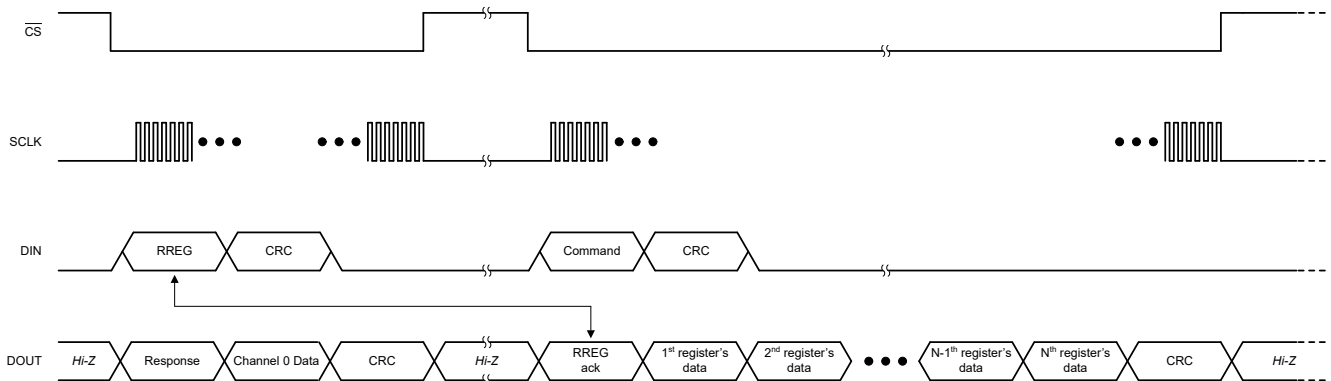 CS
SCLK
DIN
RREG
CRC
Command
CRC
DOUT
Hi-Z
Response
Channel 0 Data
CRC
Hi-Z
RREG
ack
1st register's
data
2nd register's
data
N-1th register's
data
Nth register's
data
CRC
Hi-Z